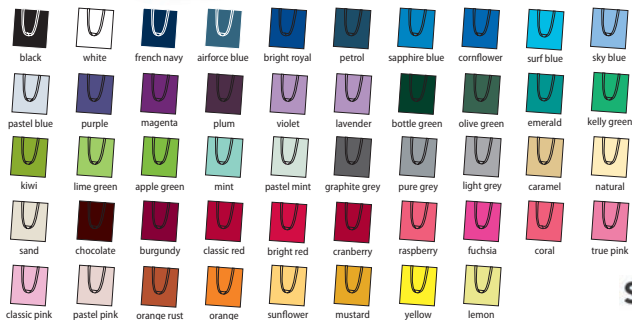 black white french navy airforce blue bright royal petrol sapphire blue cornflower surf blue sky blue
pastel blue purple magenta plum violet lavender bottle green olive green emerald kelly green
kiwi lime green apple green mint pastel mint graphite grey pure grey light grey caramel natural
sand chocolate burgundy classic red bright red cranberry raspberry fuchsia coral true pink
classic pink pastel pink orange rust orange sunflower mustard yellow lemon